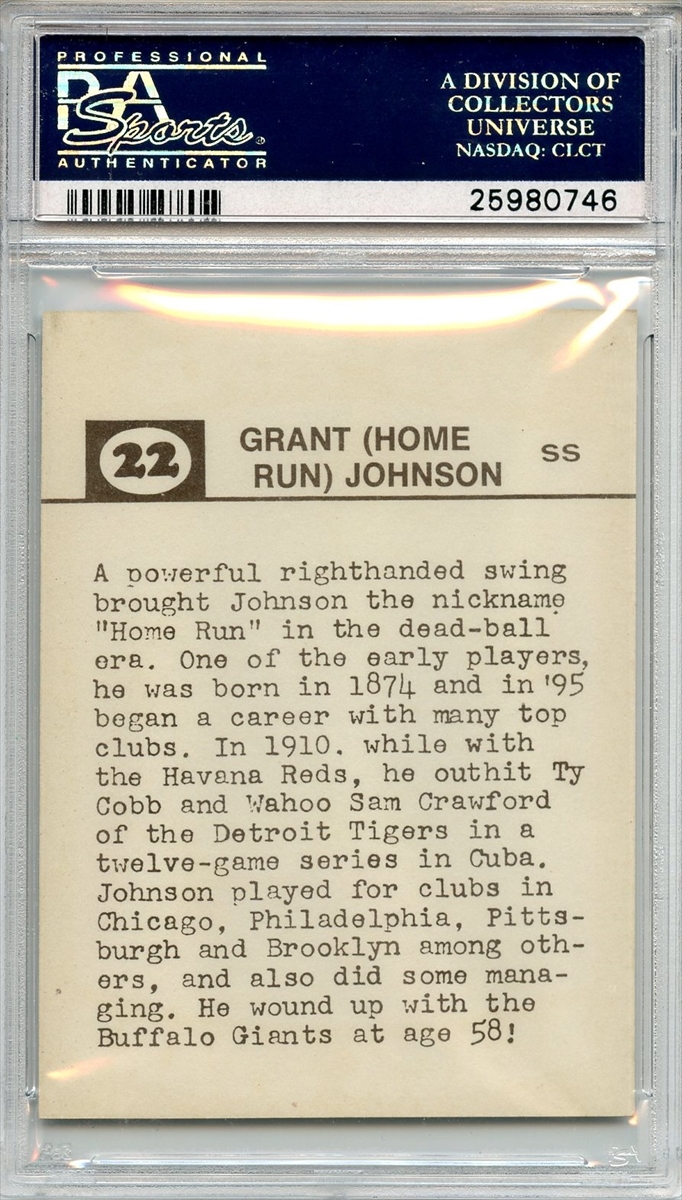 PROFESSIONAL
PSA
Sports
AUTHENTICATOR
A DIVISION OF
COLLECTORS
UNIVERSE
NASDAQ: CLCT
25980746
22
GRANT (HOME
RUN) JOHNSON
SS
A powerful righthanded swing
brought Johnson the nickname
"Home Run" in the dead-ball
era. One of the early players,
he was born in 1874 and in '95
began a career with many top
clubs. In 1910. while with
the Havana Reds, he outhit Ty
Cobb and Wahoo Sam Crawford
of the Detroit Tigers in a
twelve-game series in Cuba.
Johnson played for clubs in
Chicago, Philadelphia, Pitts-
burgh and Brooklyn among oth-
ers, and also did some mana-
ging. He wound up with the
Buffalo Giants at age 58!